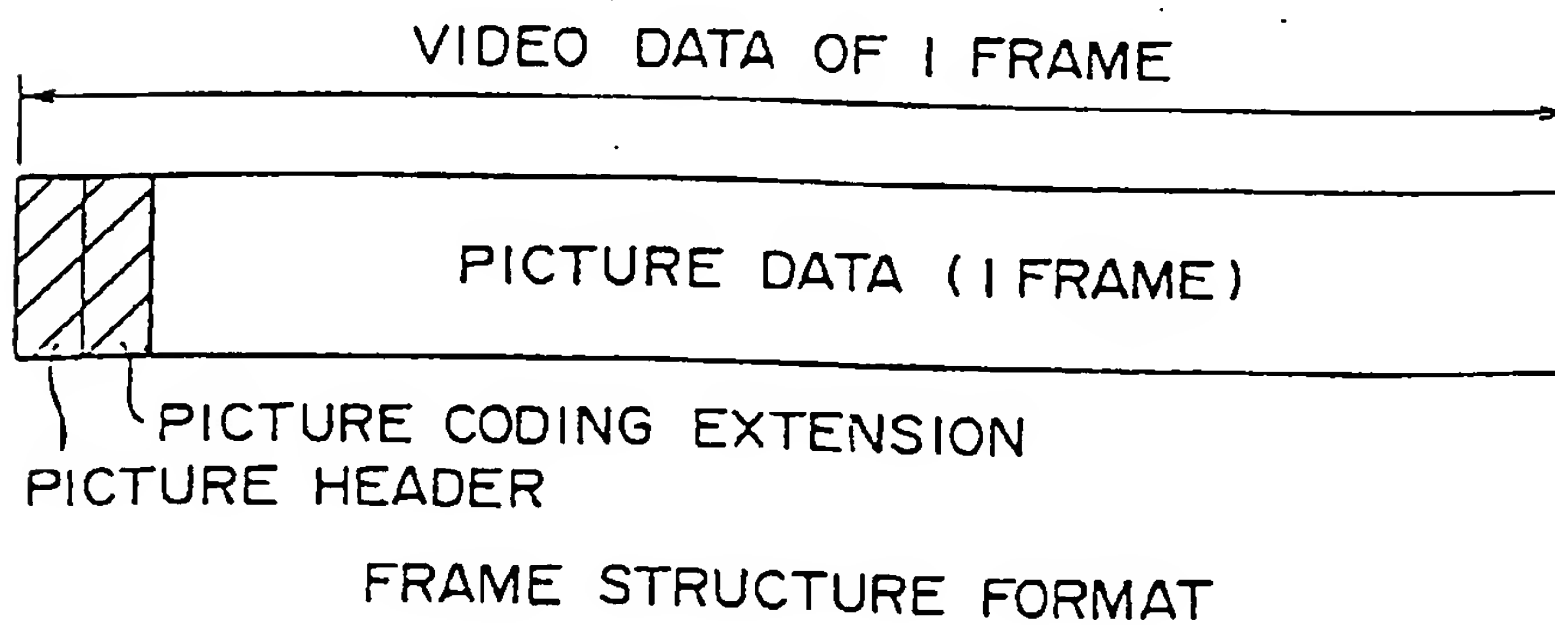 VIDEO DATA OF 1 FRAME
PICTURE DATA (1 FRAME)
PICTURE CODING EXTENSION
PICTURE HEADER
FRAME STRUCTURE FORMAT